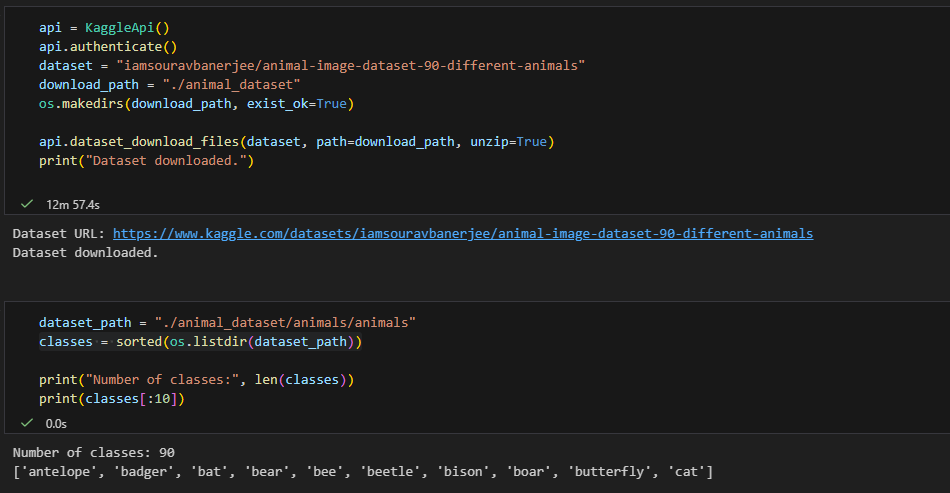 api = KaggleApi()
api.authenticate()
dataset = "iamsouravbanerjee/animal-image-dataset-90-different-animals"
download_path = "./animal_dataset"
os.makedirs(download_path, exist_ok=True)
api.dataset_download_files(dataset, path=download_path, unzip=True)
print("Dataset downloaded.")
12m 57.4s
Dataset URL: https://www.kaggle.com/datasets/iamsouravbanerjee/animal-image-dataset-90-different-animals
Dataset downloaded.
dataset_path = "./animal_dataset/animals/animals"
classes = sorted(os.listdir(dataset_path))
print("Number of classes:", len(classes))
print(classes[:10])
0.0s
Number of classes: 90
['antelope', 'badger', 'bat', 'bear', 'bee', 'beetle', 'bison', 'boar', 'butterfly', 'cat']